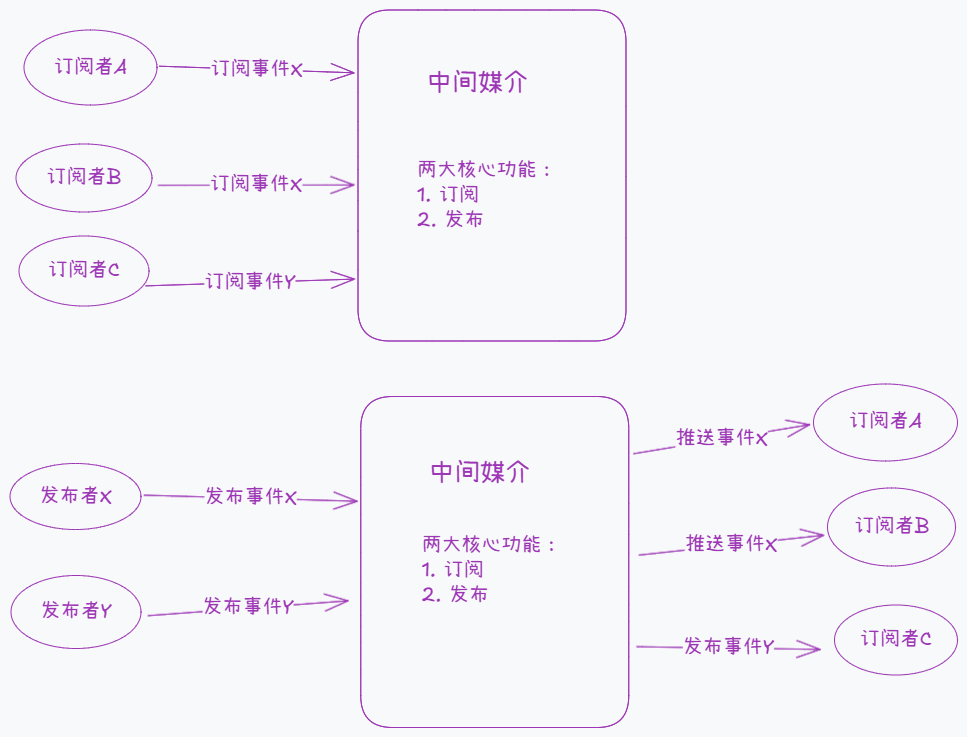 订阅者A
订阅事件X
中间媒介
订阅者B
订阅事件X
两大核心功能：
1. 订阅
2. 发布
订阅者C
订阅事件Y
发布者X
发布事件X
中间媒介
推送事件X
订阅者A
两大核心功能：
1. 订阅
2. 发布
推送事件X
订阅者B
发布者Y
发布事件Y
发布事件Y
订阅者C